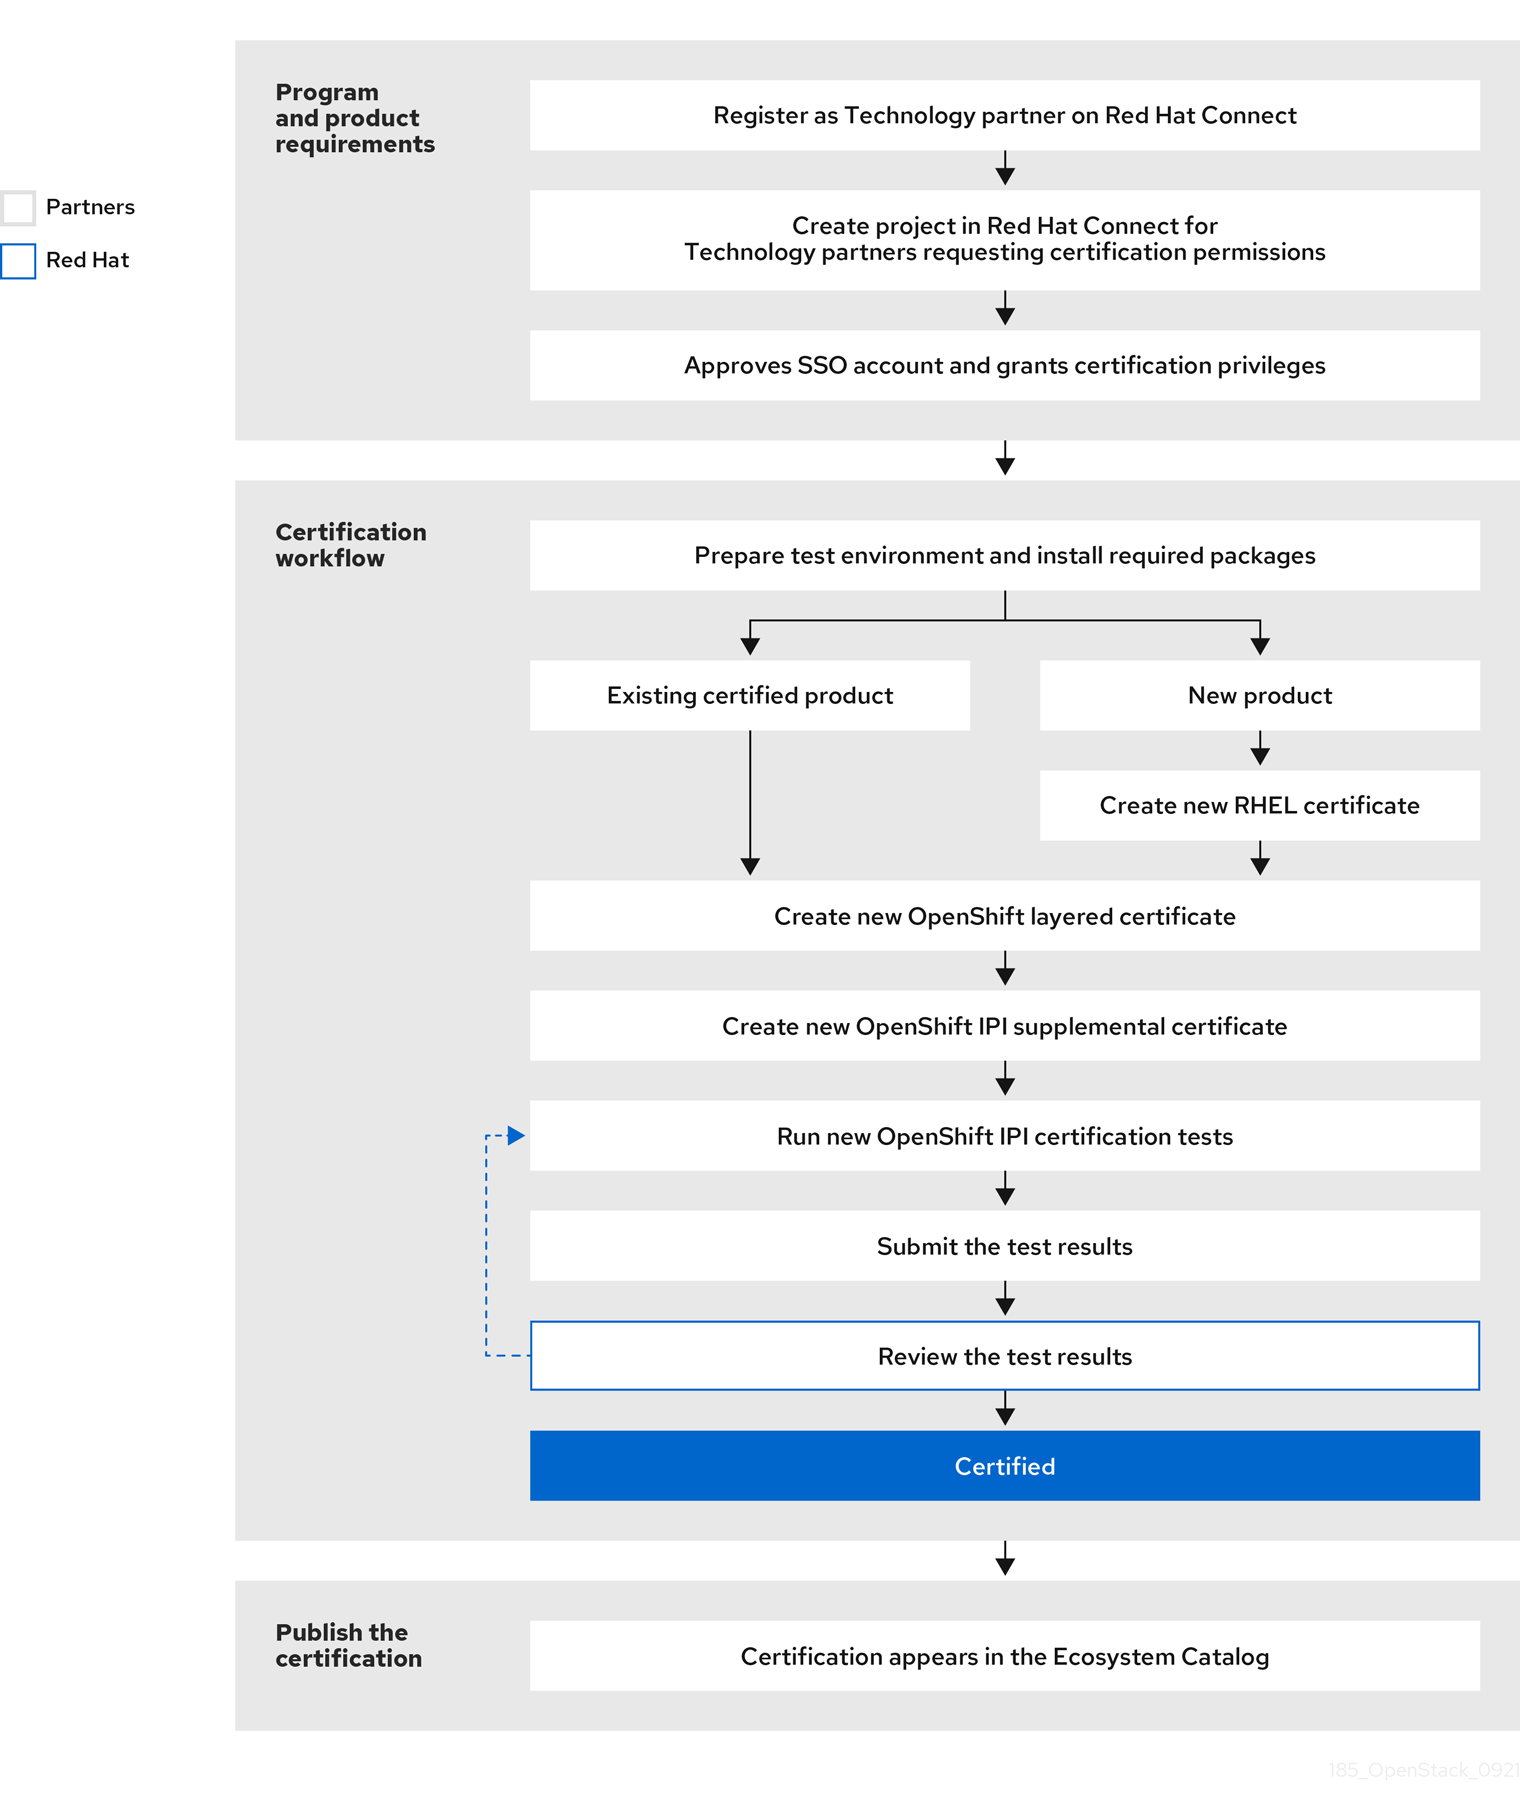 Program
and product
requirements
Register as Technology partner on Red Hat Connect
Partners
Red Hat
Create project in Red Hat Connect for
Technology partners requesting certification permissions
Approves SSO account and grants certification privileges
Certification
workflow
Prepare test environment and install required packages
Existing certified product
New product
Create new RHEL certificate
Create new OpenShift layered certificate
Create new OpenShift IPI supplemental certificate
Run new OpenShift IPI certification tests
Submit the test results
Review the test results
Certified
Publish the
certification
Certification appears in the Ecosystem Catalog
185_OpenStack_0921